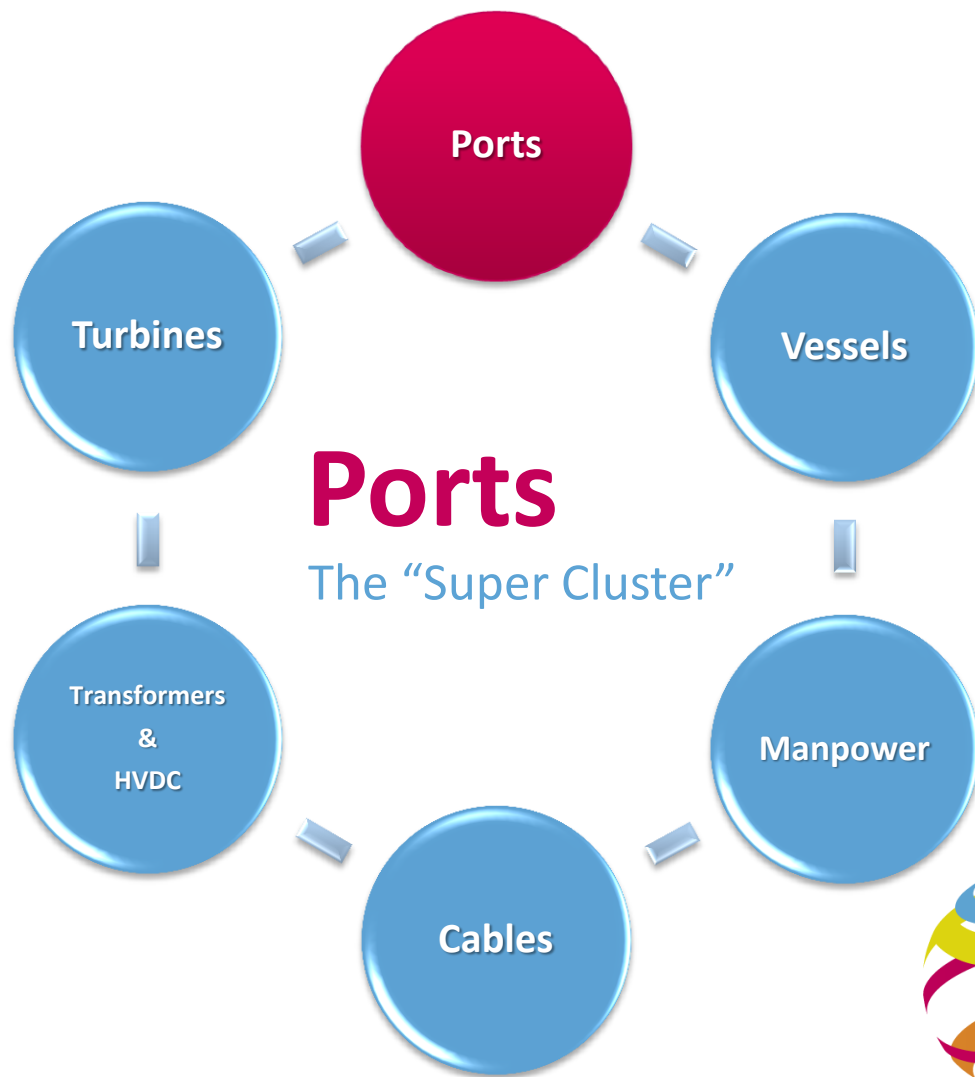 Ports
Turbines
Vessels
Ports
The “Super Cluster”
Transformers
&
HVDC
Manpower
Cables